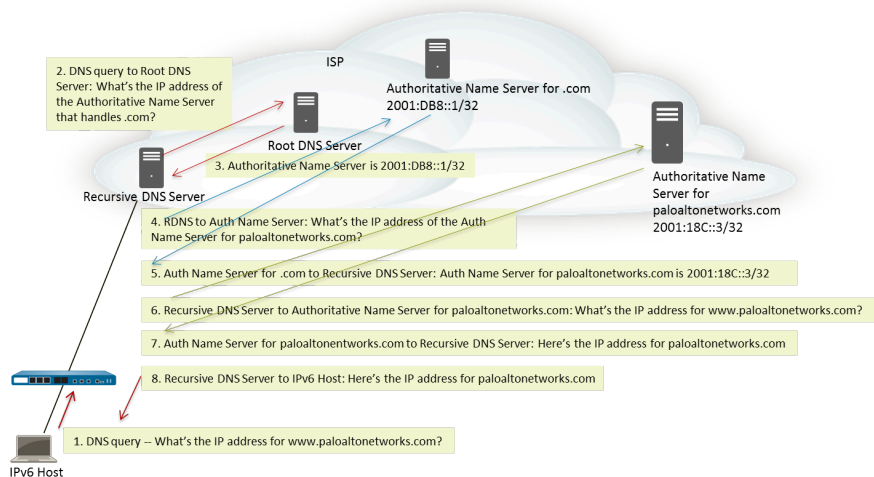 ISP
2. DNS query to Root DNS
Server: What's the IP address of
the Authoritative Name Server
that handles .com?
Authoritative Name Server for .com
2001:DB8::1/32
Root DNS Server
3. Authoritative Name Server is 2001:DB8::1/32
Recursive DNS Server
Authoritative Name
Server for
paloaltonetworks.com
2001:18C::3/32
4. RDNS to Auth Name Server: What's the IP address of the Auth
Name Server for paloaltonetworks.com?
5. Auth Name Server for .com to Recursive DNS Server: Auth Name Server for paloaltonetworks.com is 2001:18C::3/32
6. Recursive DNS Server to Authoritative Name Server for paloaltonetworks.com: What's the IP address for www.paloaltonetworks.com?
7. Auth Name Server for paloaltonentworks.com to Recursive DNS Server: Here's the IP address for paloaltonetworks.com
8. Recursive DNS Server to IPv6 Host: Here's the IP address for paloaltonetworks.com
1. DNS query -- What's the IP address for www.paloaltonetworks.com?
IPv6 Host